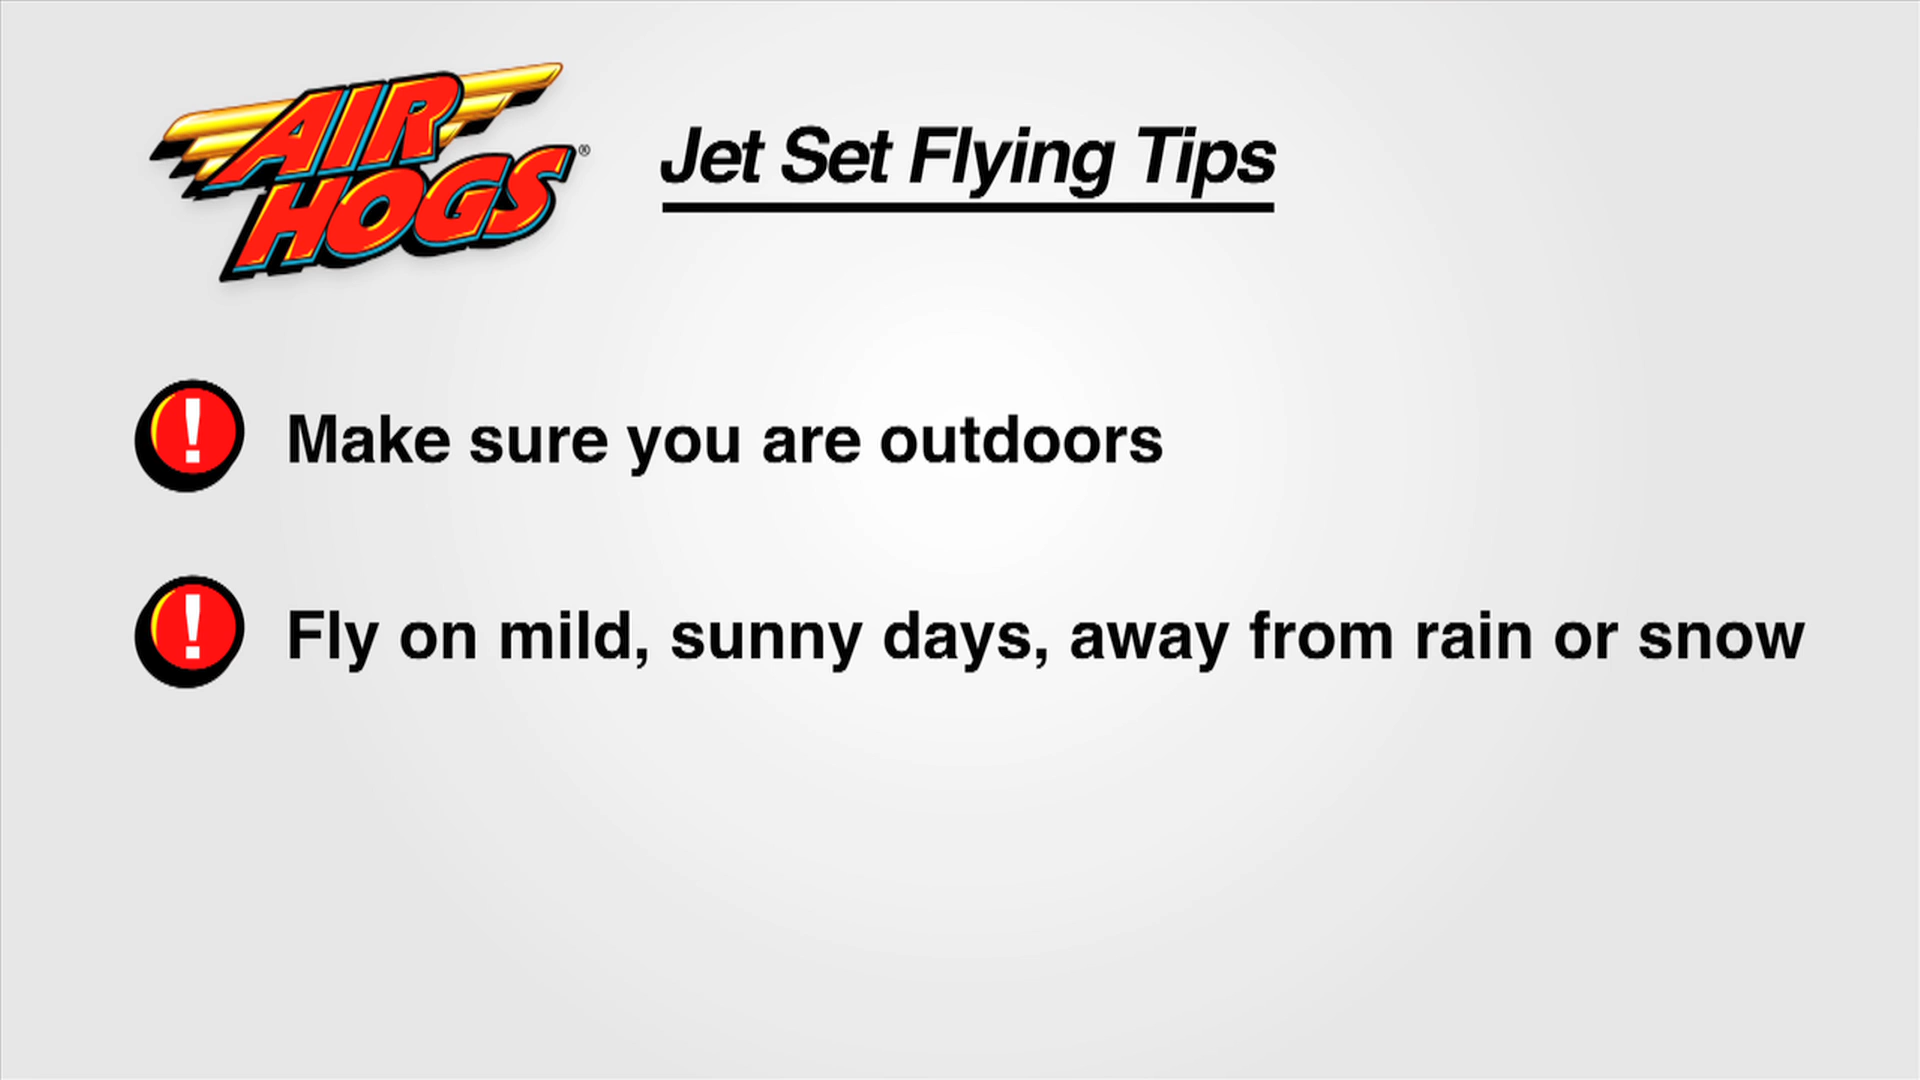 AIR
HOGS®
Jet Set Flying Tips
! Make sure you are outdoors
! Fly on mild, sunny days, away from rain or snow